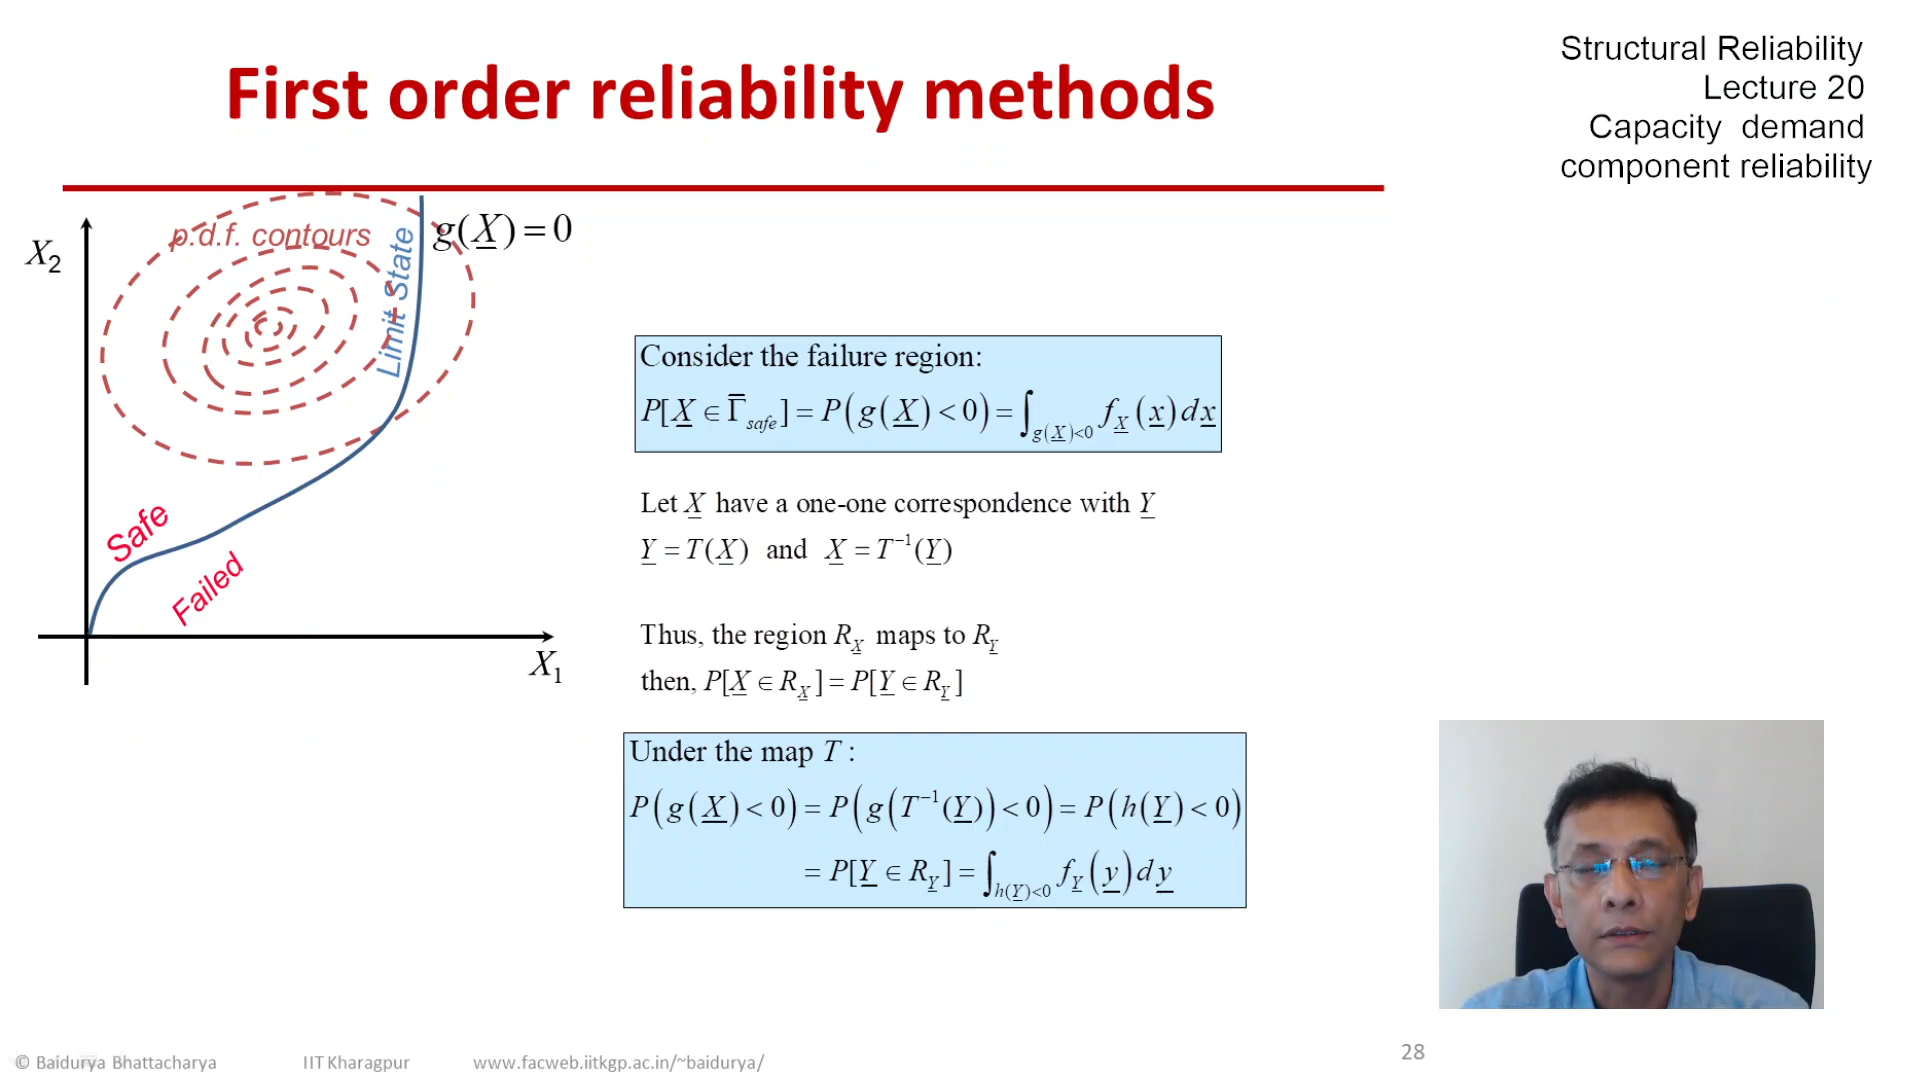 First order reliability methods
Structural Reliability
Lecture 20
Capacity demand
component reliability
p.d.f. contours
X₂
Limit State
g(X) = 0
Safe
Failed
X₁
Consider the failure region:
P[X ∈ Γ̄_safe] = P(g(X) < 0) = ∫_{g(X)<0} f_X(x)dx
Let X have a one-one correspondence with Y
Y = T(X) and X = T⁻¹(Y)
Thus, the region R_X maps to R_Y
then, P[X ∈ R_X] = P[Y ∈ R_Y]
Under the map T :
P(g(X) < 0) = P(g(T⁻¹(Y)) < 0) = P(h(Y) < 0)
= P[Y ∈ R_Y] = ∫_{h(Y)<0} f_Y(y)dy
© Baidurya Bhattacharya IIT Kharagpur www.facweb.iitkgp.ac.in/~baidurya/
28